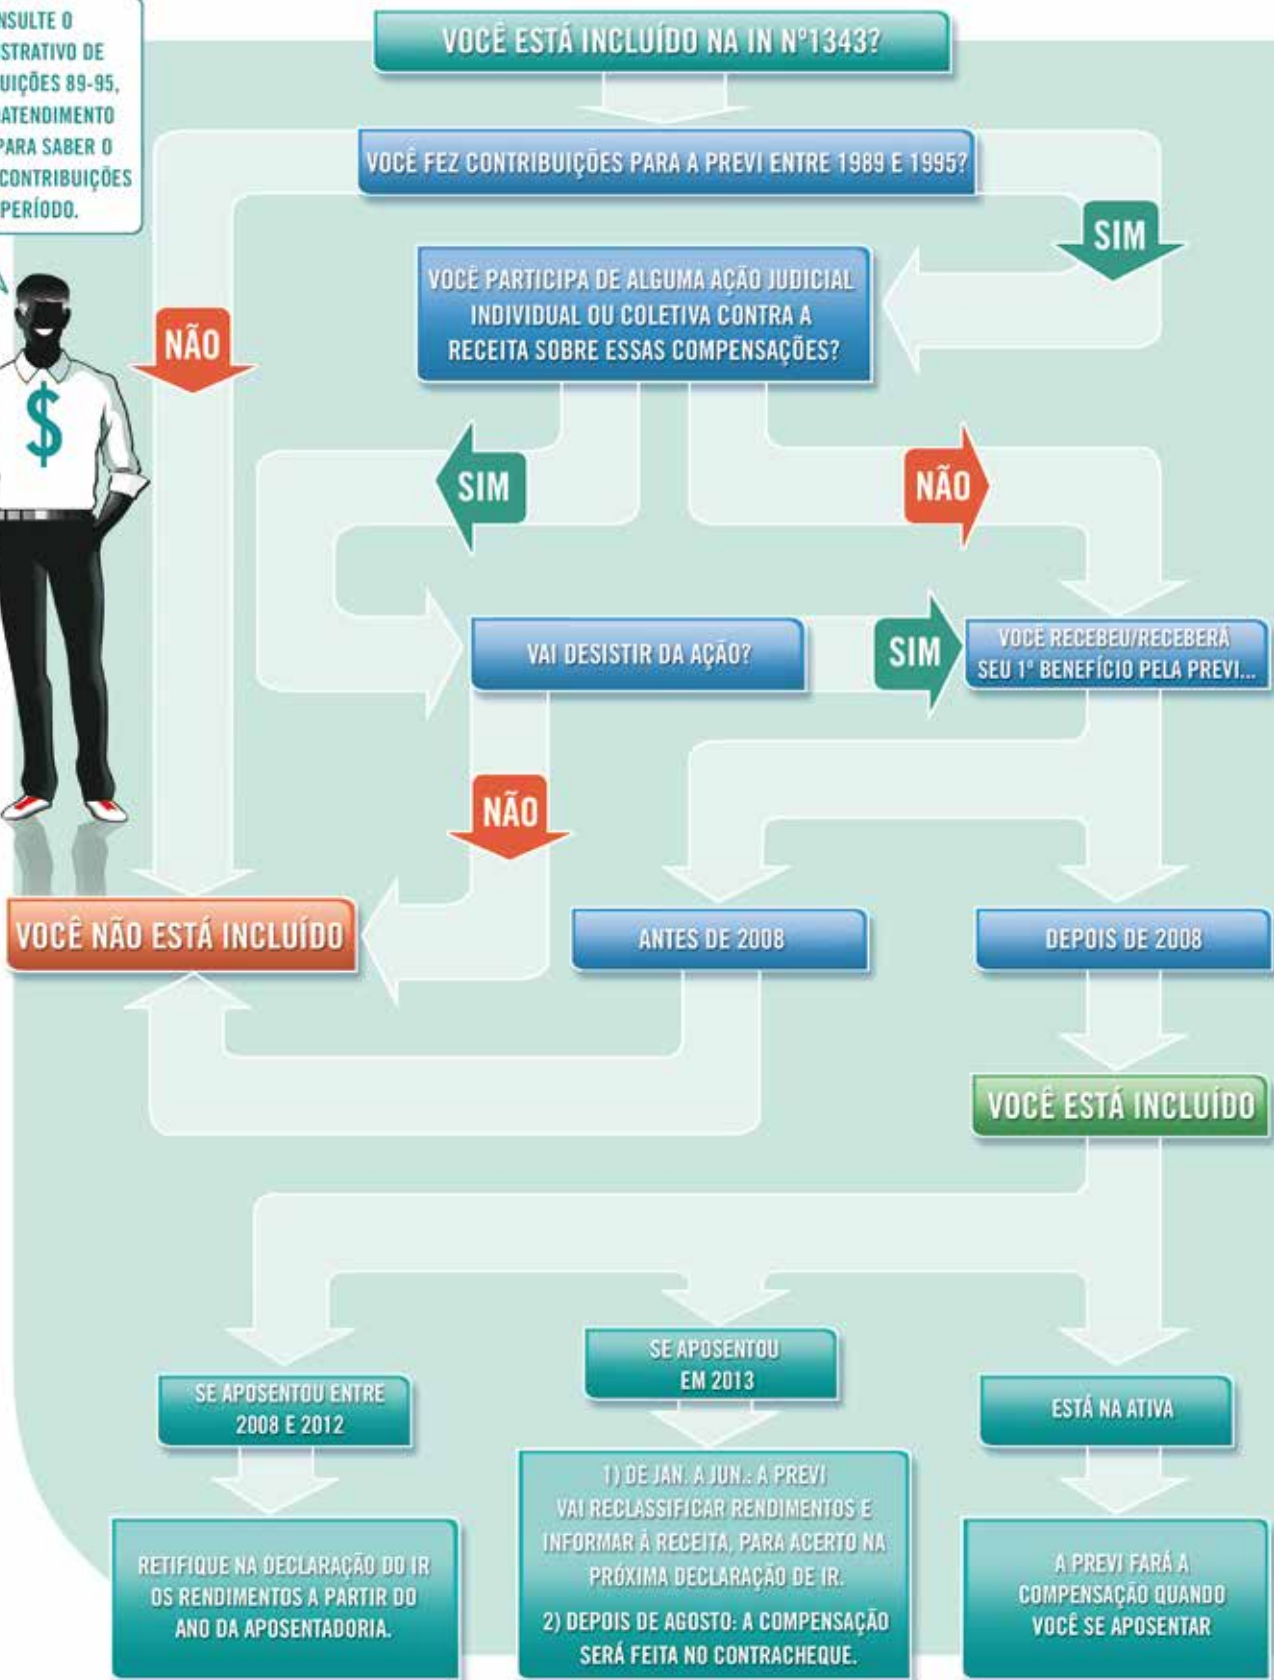 NSULTE O
STRATIVO DE
UIÇÕES 89-95,
ATENDIMENTO
PARA SABER O
CONTRIBUIÇÕES
PERÍODO.
VOCÊ ESTÁ INCLUÍDO NA IN Nº1343?
VOCÊ FEZ CONTRIBUIÇÕES PARA A PREVI ENTRE 1989 E 1995?
SIM
VOCÊ PARTICIPA DE ALGUMA AÇÃO JUDICIAL
INDIVIDUAL OU COLETIVA CONTRA A
RECEITA SOBRE ESSAS COMPENSAÇÕES?
NÃO
$
SIM
NÃO
VAI DESISTIR DA AÇÃO?
SIM
VOCÊ RECEBEU/RECEBERÁ
SEU 1º BENEFÍCIO PELA PREVI...
NÃO
VOCÊ NÃO ESTÁ INCLUÍDO
ANTES DE 2008
DEPOIS DE 2008
VOCÊ ESTÁ INCLUÍDO
SE APOSENTOU ENTRE
2008 E 2012
SE APOSENTOU
EM 2013
ESTÁ NA ATIVA
RETIFIQUE NA DECLARAÇÃO DO IR
OS RENDIMENTOS A PARTIR DO
ANO DA APOSENTADORIA.
1) DE JAN. A JUN.: A PREVI
VAI RECLASSIFICAR RENDIMENTOS E
INFORMAR À RECEITA, PARA ACERTO NA
PRÓXIMA DECLARAÇÃO DE IR.
2) DEPOIS DE AGOSTO: A COMPENSAÇÃO
SERÁ FEITA NO CONTRACHEQUE.
A PREVI FARÁ A
COMPENSAÇÃO QUANDO
VOCÊ SE APOSENTAR